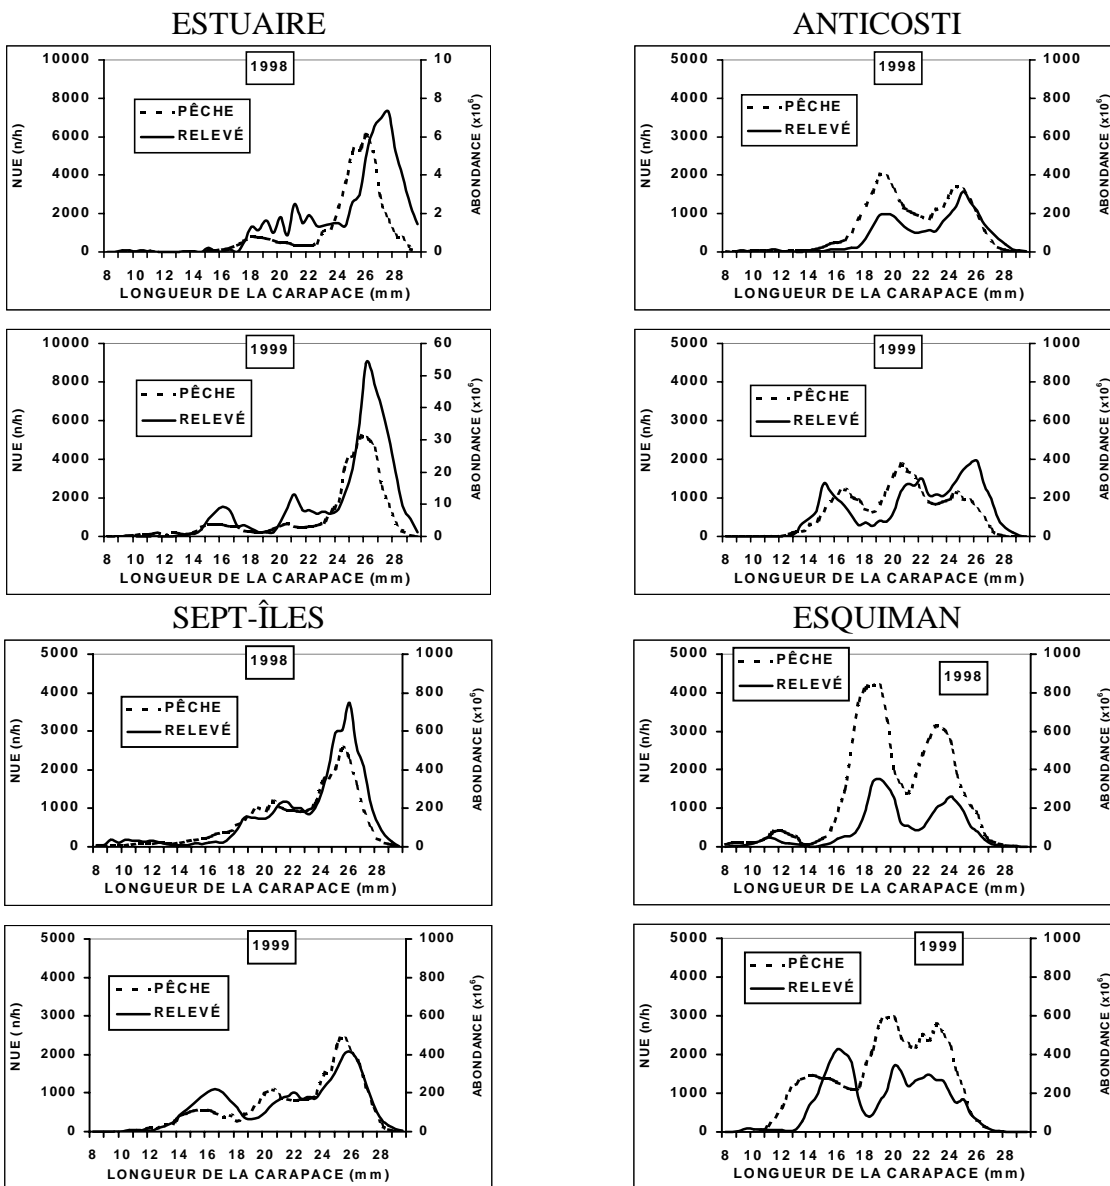 ESTUAIRE
10000
8000
6000
4000
2000
0
NUE (n/h)
10
8
6
4
2
0
ABONDANCE (x10⁶)
1998
PÊCHE
RELEVÉ
8 10 12 14 16 18 20 22 24 26 28
LONGUEUR DE LA CARAPACE (mm)
10000
8000
6000
4000
2000
0
NUE (n/h)
60
50
40
30
20
10
0
ABONDANCE (x10⁶)
1999
PÊCHE
RELEVÉ
8 10 12 14 16 18 20 22 24 26 28
LONGUEUR DE LA CARAPACE (mm)
ANTICOSTI
5000
4000
3000
2000
1000
0
NUE (n/h)
1000
800
600
400
200
0
ABONDANCE (x10⁶)
1998
PÊCHE
RELEVÉ
8 10 12 14 16 18 20 22 24 26 28
LONGUEUR DE LA CARAPACE (mm)
5000
4000
3000
2000
1000
0
NUE (n/h)
1000
800
600
400
200
0
ABONDANCE (x10⁶)
1999
PÊCHE
RELEVÉ
8 10 12 14 16 18 20 22 24 26 28
LONGUEUR DE LA CARAPACE (mm)
SEPT-ÎLES
5000
4000
3000
2000
1000
0
NUE (n/h)
1000
800
600
400
200
0
ABONDANCE (x10⁶)
1998
PÊCHE
RELEVÉ
8 10 12 14 16 18 20 22 24 26 28
LONGUEUR DE LA CARAPACE (mm)
5000
4000
3000
2000
1000
0
NUE ( n/h)
1000
800
600
400
200
0
ABONDANCE (x10⁶)
1999
PÊCHE
RELEVÉ
8 10 12 14 16 18 20 22 24 26 28
LONGUEUR DE LA CARAPACE (mm)
ESQUIMAN
5000
4000
3000
2000
1000
0
NUE (n/h)
1000
800
600
400
200
0
ABONDANCE (x10⁶)
1998
PÊCHE
RELEVÉ
8 10 12 14 16 18 20 22 24 26 28
LONGUEUR DE LA CARAPACE (mm)
5000
4000
3000
2000
1000
0
NUE (n/h)
1000
800
600
400
200
0
ABONDANCE (x10⁶)
1999
PÊCHE
RELEVÉ
8 10 12 14 16 18 20 22 24 26 28
LONGUEUR DE LA CARAPACE (mm)